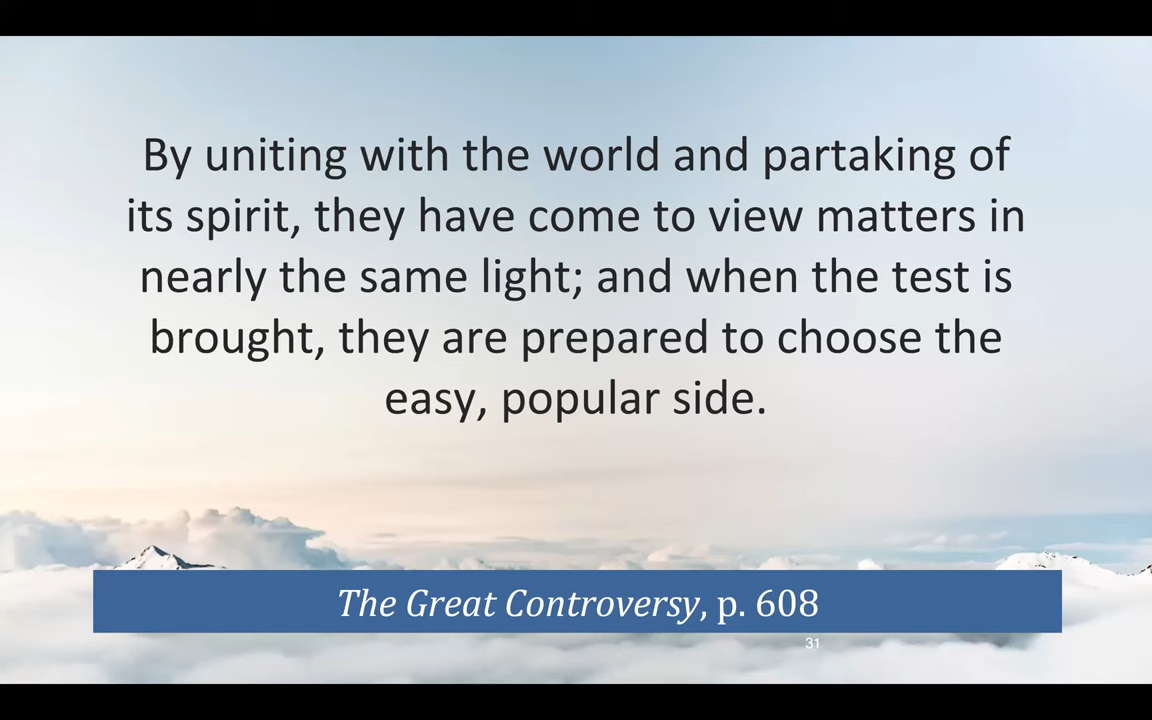 By uniting with the world and partaking of
its spirit, they have come to view matters in
nearly the same light; and when the test is
brought, they are prepared to choose the
easy, popular side.
The Great Controversy, p. 608
31